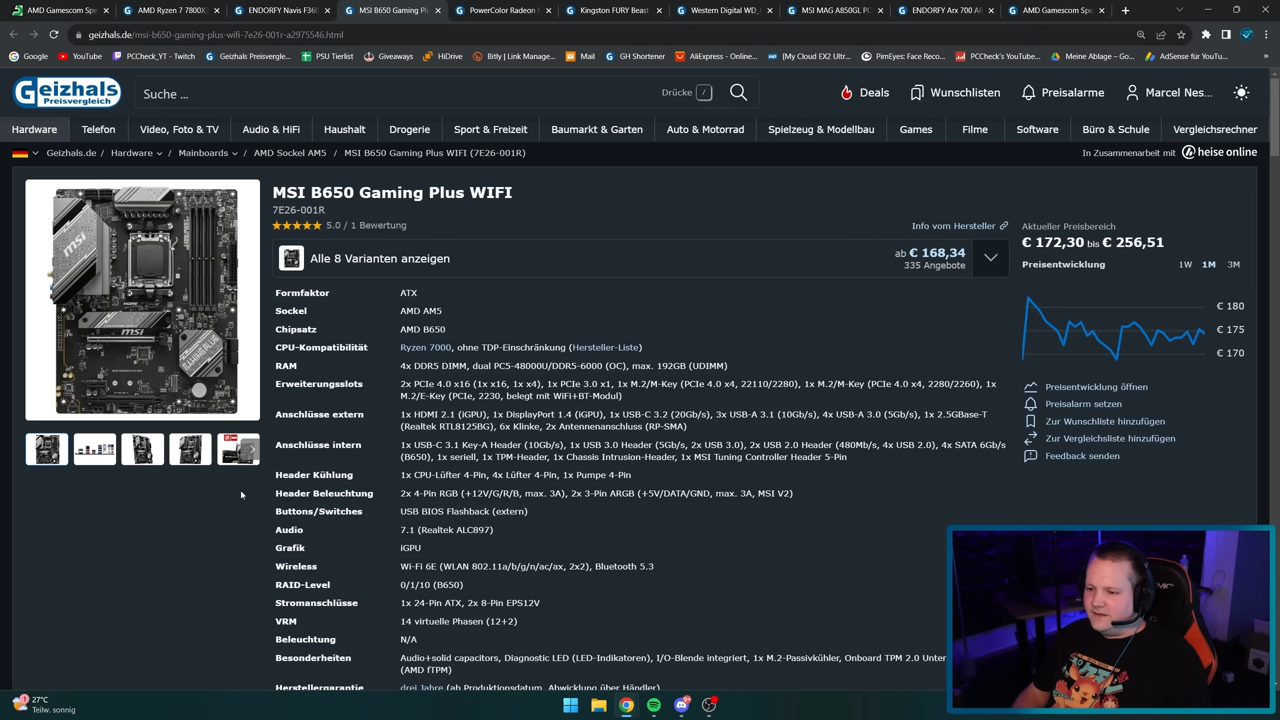 AMD Gamescom Spe
AMD Ryzen 7 7800X
ENDORFY Navis F360
MSI B650 Gaming Plu
PowerColor Radeon
Kingston FURY Beast
Western Digital WD_
MSI MAG A850GL PC
ENDORFY Arx 700 AR
AMD Gamescom Spe
geizhals.de/msi-b650-gaming-plus-wifi-7e26-001r-a2975546.html
Google
YouTube
PCCheck_YT - Twitch
Geizhals Preisvergle...
PSU Tierlist
Giveaways
HiDrive
Bitly | Link Manage...
Mail
GH Shortener
AliExpress - Online...
[My Cloud EX2 Ultr...
PimEyes: Face Reco...
PCCheck's YouTube...
Meine Ablage – Go...
AdSense für YouTu...
Geizhals
Preisvergleich
Suche ...
Drücke /
Deals
Wunschlisten
Preisalarme
Marcel Nes...
Hardware
Telefon
Video, Foto & TV
Audio & HiFi
Haushalt
Drogerie
Sport & Freizeit
Baumarkt & Garten
Auto & Motorrad
Spielzeug & Modellbau
Games
Filme
Software
Büro & Schule
Vergleichsrechner
Geizhals.de / Hardware / Mainboards / AMD Sockel AM5 / MSI B650 Gaming Plus WIFI (7E26-001R)
In Zusammenarbeit mit heise online
MSI B650 Gaming Plus WIFI
7E26-001R
5.0 / 1 Bewertung
Info vom Hersteller
Alle 8 Varianten anzeigen
ab € 168,34
335 Angebote
Formfaktor ATX
Sockel AMD AM5
Chipsatz AMD B650
CPU-Kompatibilität Ryzen 7000, ohne TDP-Einschränkung (Hersteller-Liste)
RAM 4x DDR5 DIMM, dual PC5-48000U/DDR5-6000 (OC), max. 192GB (UDIMM)
Erweiterungsslots 2x PCIe 4.0 x16 (1x x16, 1x x4), 1x PCIe 3.0 x1, 1x M.2/M-Key (PCIe 4.0 x4, 22110/2280), 1x M.2/M-Key (PCIe 4.0 x4, 2280/2260), 1x
M.2/E-Key (PCIe, 2230, belegt mit WiFi+BT-Modul)
Anschlüsse extern 1x HDMI 2.1 (iGPU), 1x DisplayPort 1.4 (iGPU), 1x USB-C 3.2 (20Gb/s), 3x USB-A 3.1 (10Gb/s), 4x USB-A 3.0 (5Gb/s), 1x 2.5GBase-T
(Realtek RTL8125BG), 6x Klinke, 2x Antennenanschluss (RP-SMA)
Anschlüsse intern 1x USB-C 3.1 Key-A Header (10Gb/s), 1x USB 3.0 Header (5Gb/s, 2x USB 3.0), 2x USB 2.0 Header (480Mb/s, 4x USB 2.0), 4x SATA 6Gb/s
(B650), 1x seriell, 1x TPM-Header, 1x Chassis Intrusion-Header, 1x MSI Tuning Controller Header 5-Pin
Header Kühlung 1x CPU-Lüfter 4-Pin, 4x Lüfter 4-Pin, 1x Pumpe 4-Pin
Header Beleuchtung 2x 4-Pin RGB (+12V/G/R/B, max. 3A), 2x 3-Pin ARGB (+5V/DATA/GND, max. 3A, MSI V2)
Buttons/Switches USB BIOS Flashback (extern)
Audio 7.1 (Realtek ALC897)
Grafik iGPU
Wireless Wi-Fi 6E (WLAN 802.11a/b/g/n/ac/ax, 2x2), Bluetooth 5.3
RAID-Level 0/1/10 (B650)
Stromanschlüsse 1x 24-Pin ATX, 2x 8-Pin EPS12V
VRM 14 virtuelle Phasen (12+2)
Beleuchtung N/A
Besonderheiten Audio+solid capacitors, Diagnostic LED (LED-Indikatoren), I/O-Blende integriert, 1x M.2-Passivkühler, Onboard TPM 2.0 Unter
(AMD fTPM)
Herstellergarantie drei Jahre (ab Produktionsdatum, Abwicklung über Händler)
Aktueller Preisbereich
€ 172,30 bis € 256,51
Preisentwicklung 1W 1M 3M
€ 180
€ 175
€ 170
Preisentwicklung öffnen
Preisalarm setzen
Zur Wunschliste hinzufügen
Zur Vergleichsliste hinzufügen
Feedback senden
msi
msi
27°C
Teilw. sonnig